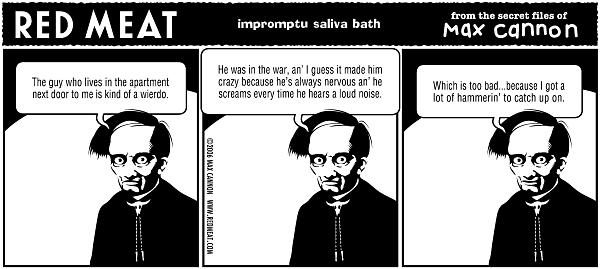 RED MEAT
impromptu saliva bath
from the secret files of
Max cannon
The guy who lives in the apartment
next door to me is kind of a wierdo.
He was in the war, an' I guess it made him
crazy because he's always nervous an' he
screams every time he hears a loud noise.
©2006 MAX CANNON WWW.REDMEAT.COM
Which is too bad...because I got a
lot of hammerin' to catch up on.